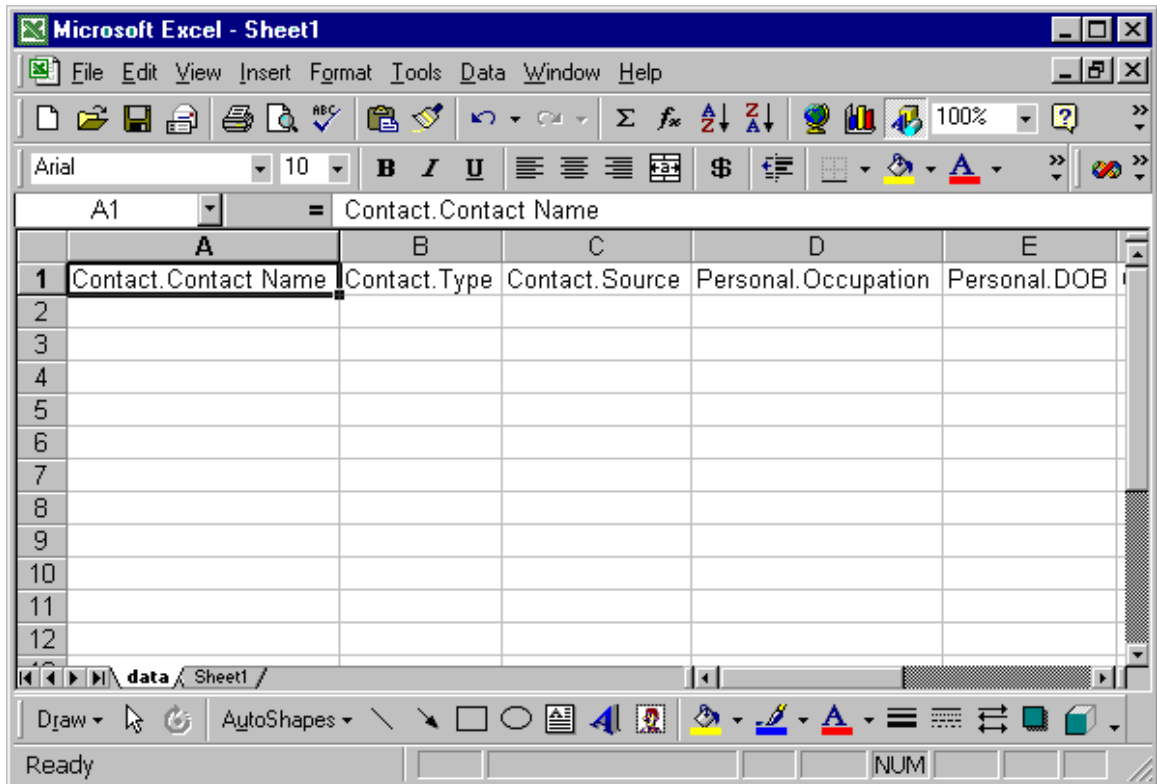 Microsoft Excel - Sheet1
File Edit View Insert Format Tools Data Window Help
ABC Σ fx A Z Z A 100% ?
Arial 10 B I U a $ A
A1 = Contact.Contact Name
A B C D E
1 Contact.Contact Name Contact.Type Contact.Source Personal.Occupation Personal.DOB
2
3
4
5
6
7
8
9
10
11
12
data Sheet1
Draw AutoShapes A A
Ready NUM